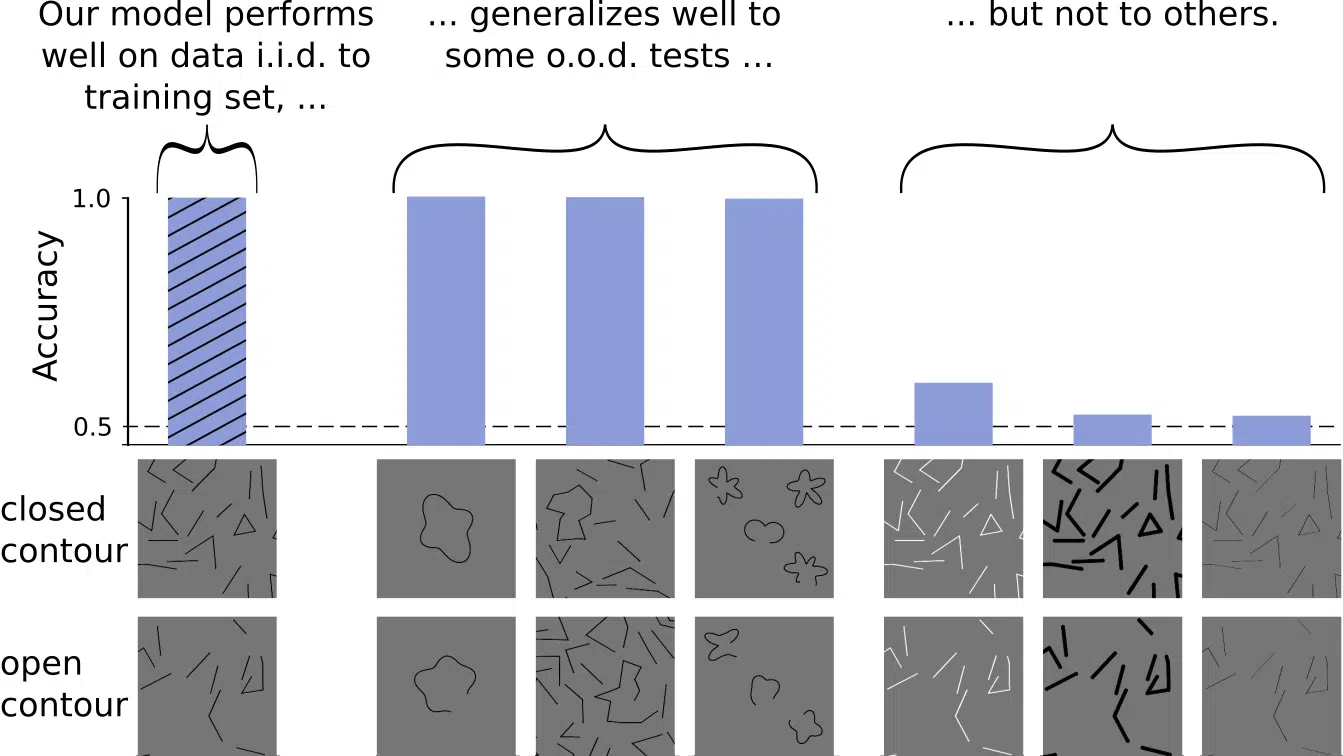 Our model performs
well on data i.i.d. to
training set, ...
... generalizes well to
some o.o.d. tests ...
... but not to others.
1.0
Accuracy
0.5
closed
contour
open
contour